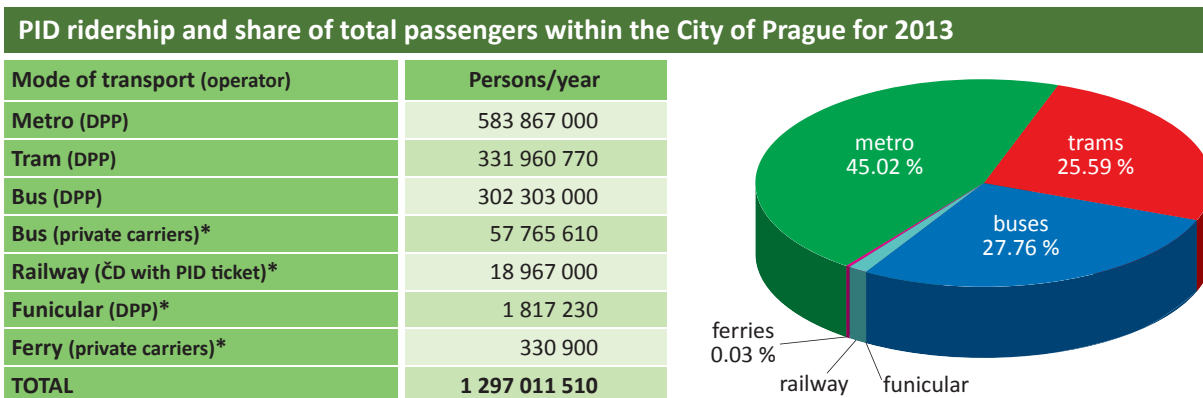 PID ridership and share of total passengers within the City of Prague for 2013
Mode of transport (operator) Persons/year
Metro (DPP) 583 867 000
Tram (DPP) 331 960 770
Bus (DPP) 302 303 000
Bus (private carriers)* 57 765 610
Railway (ČD with PID ticket)* 18 967 000
Funicular (DPP)* 1 817 230
Ferry (private carriers)* 330 900
TOTAL 1 297 011 510
metro
45.02 %
trams
25.59 %
buses
27.76 %
ferries
0.03 %
railway
funicular